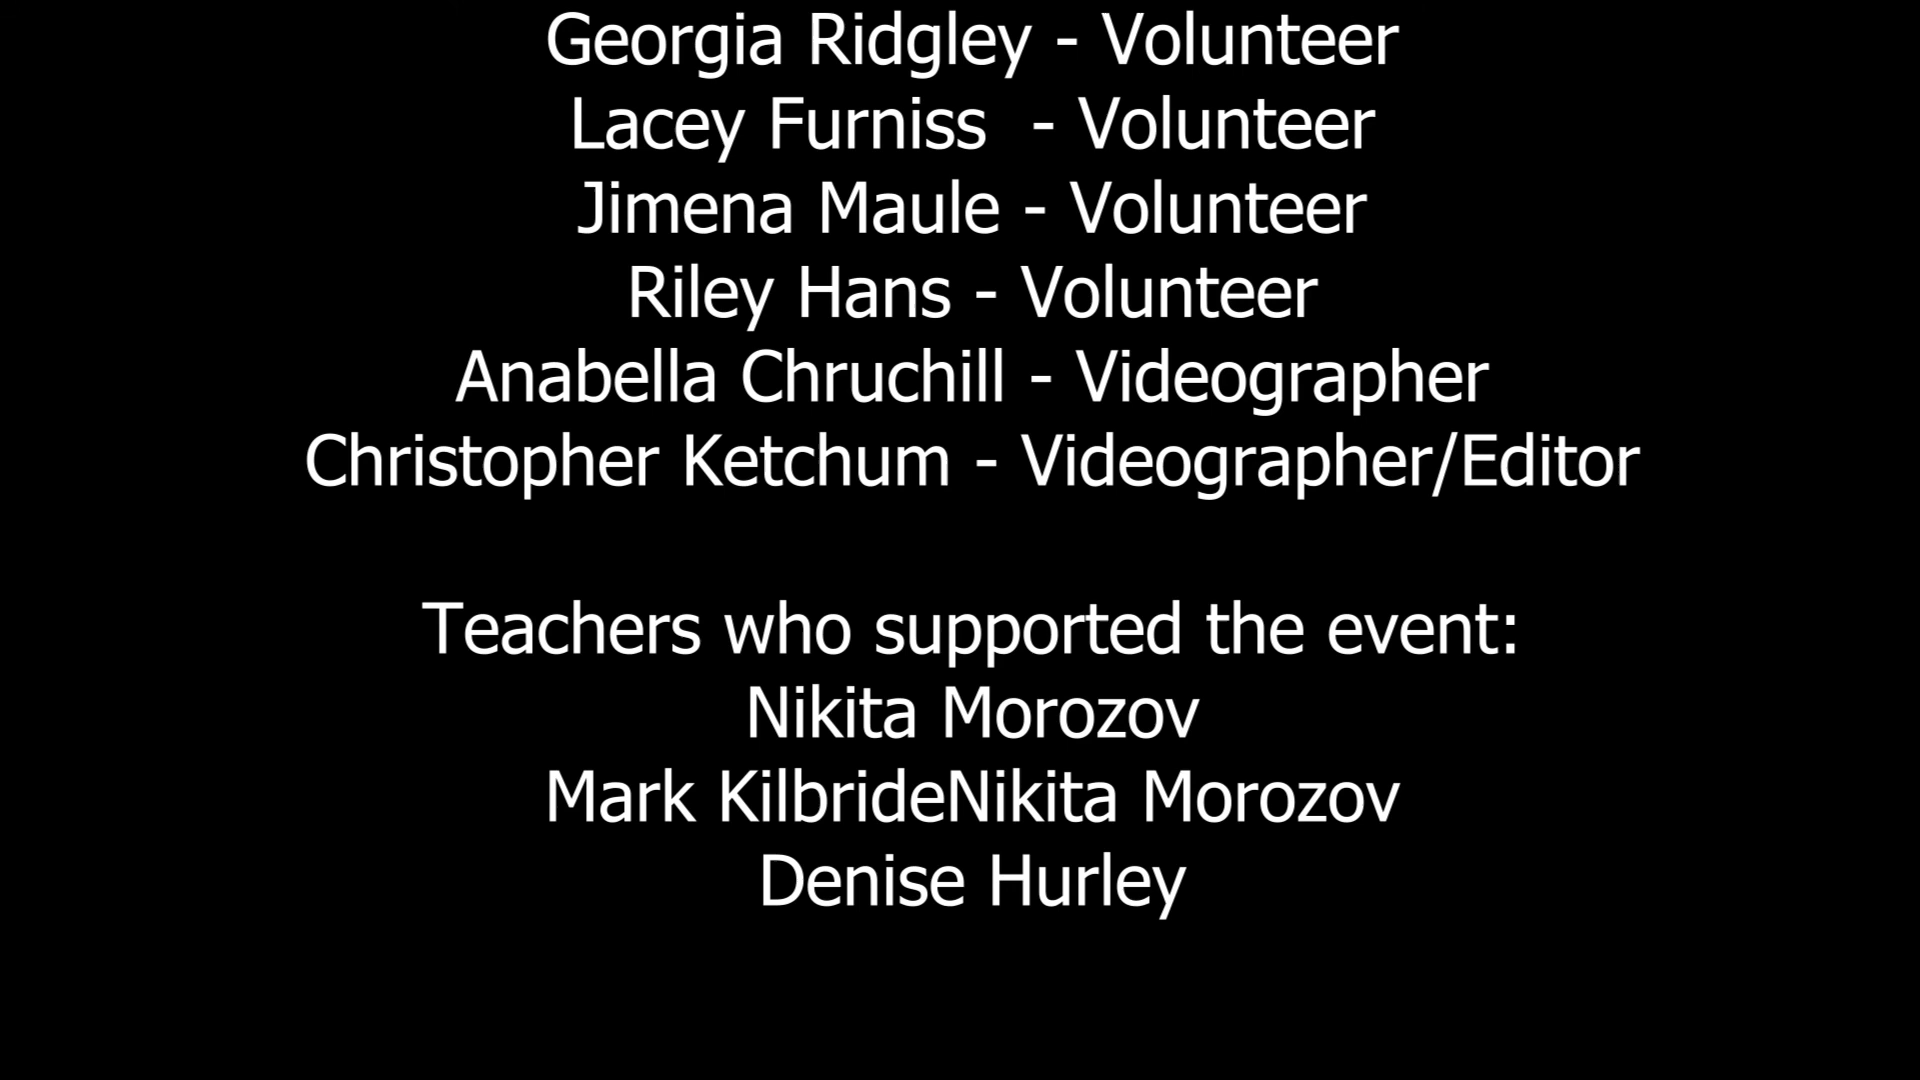 Georgia Ridgley - Volunteer
Lacey Furniss  - Volunteer
Jimena Maule - Volunteer
Riley Hans - Volunteer
Anabella Chruchill - Videographer
Christopher Ketchum - Videographer/Editor
Teachers who supported the event:
Nikita Morozov
Mark KilbrideNikita Morozov
Denise Hurley